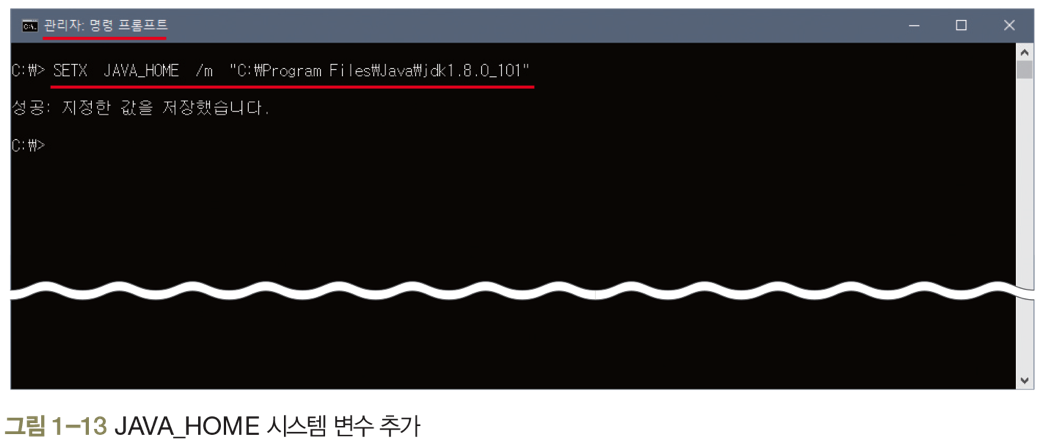 관리자: 명령 프롬프트
C:₩> SETX JAVA_HOME /m "C:₩Program Files₩Java₩jdk1.8.0_101"
성공: 지정한 값을 저장했습니다.
C:₩>
그림 1-13 JAVA_HOME 시스템 변수 추가